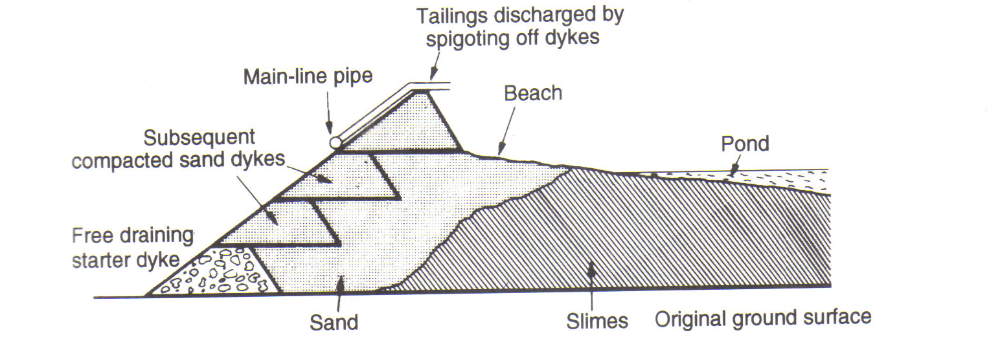 Tailings discharged by
spigoting off dykes
Main-line pipe
Beach
Subsequent
compacted sand dykes
Pond
Free draining
starter dyke
Sand
Slimes
Original ground surface